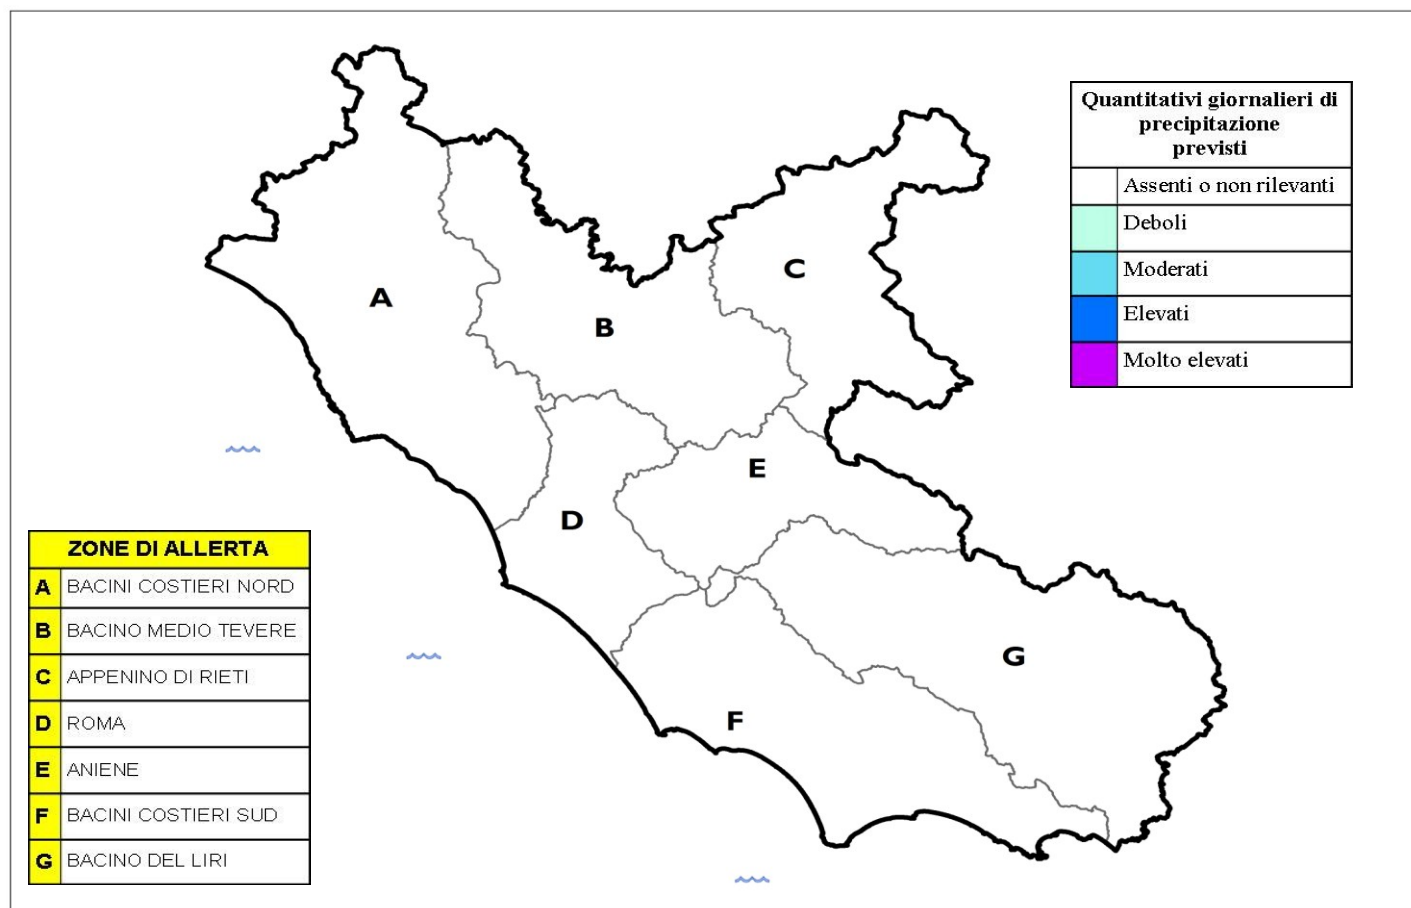 Quantitativi giornalieri di
precipitazione
previsti
Assenti o non rilevanti
Deboli
Moderati
Elevati
Molto elevati
A
B
C
D
E
F
G
ZONE DI ALLERTA
A BACINI COSTIERI NORD
B BACINO MEDIO TEVERE
C APPENINO DI RIETI
D ROMA
E ANIENE
F BACINI COSTIERI SUD
G BACINO DEL LIRI